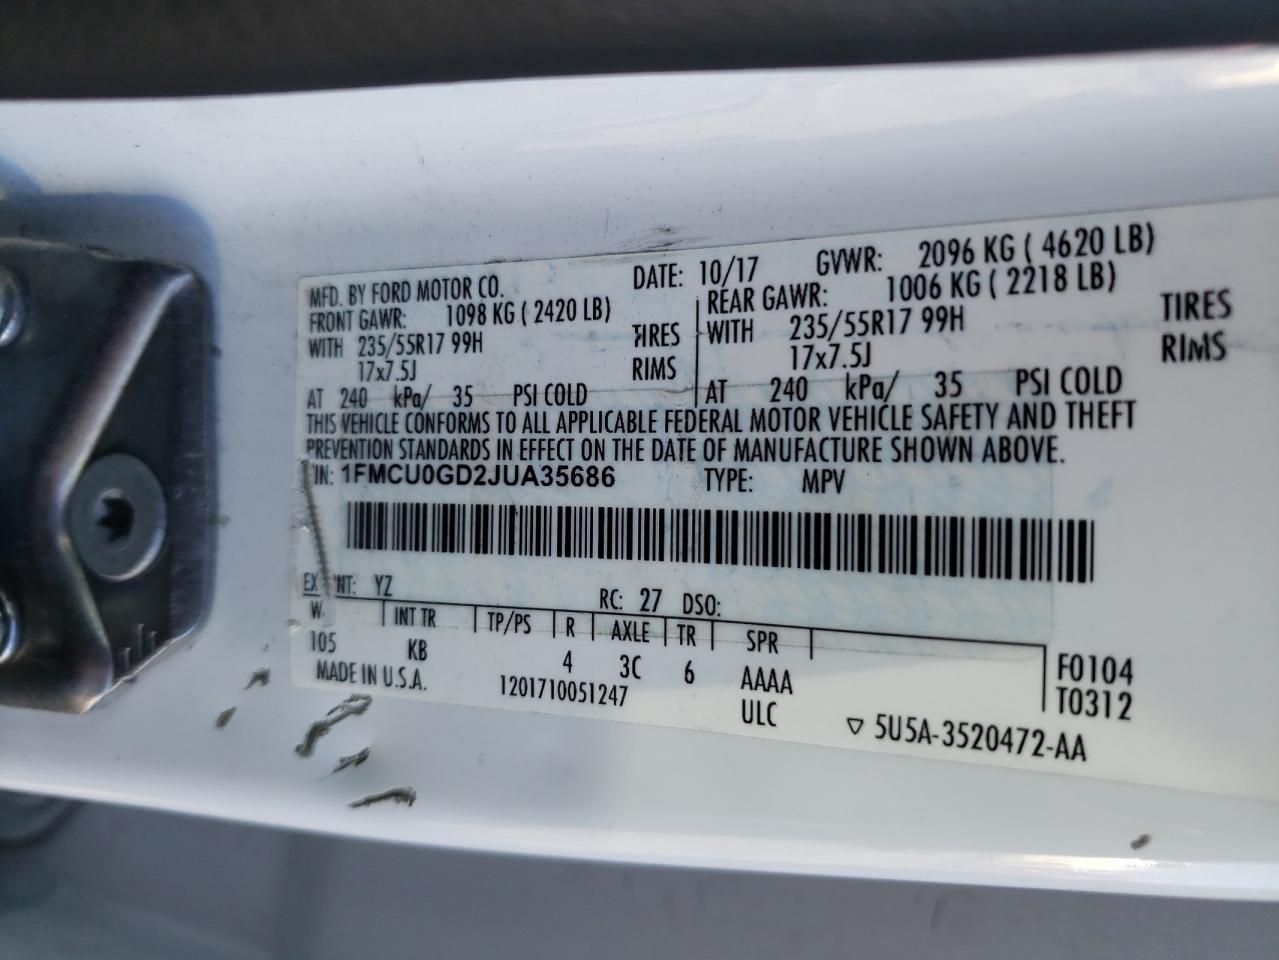 MFD. BY FORD MOTOR CO. DATE: 10/17 GVWR: 2096 KG ( 4620 LB)
FRONT GAWR: 1098 KG ( 2420 LB) REAR GAWR: 1006 KG ( 2218 LB)
WITH 235/55R17 99H TIRES WITH 235/55R17 99H TIRES
17x7.5J RIMS 17x7.5J RIMS
AT 240 kPa/ 35 PSI COLD AT 240 kPa/ 35 PSI COLD
THIS VEHICLE CONFORMS TO ALL APPLICABLE FEDERAL MOTOR VEHICLE SAFETY AND THEFT
PREVENTION STANDARDS IN EFFECT ON THE DATE OF MANUFACTURE SHOWN ABOVE.
IN: 1FMCU0GD2JUA35686 TYPE: MPV
EX NT: YZ RC: 27 DSO:
W INT TR TP/PS R AXLE TR SPR
105 KB 4 3C 6 AAAA F0104
MADE IN U.S.A. 1201710051247 ULC T0312
5U5A-3520472-AA